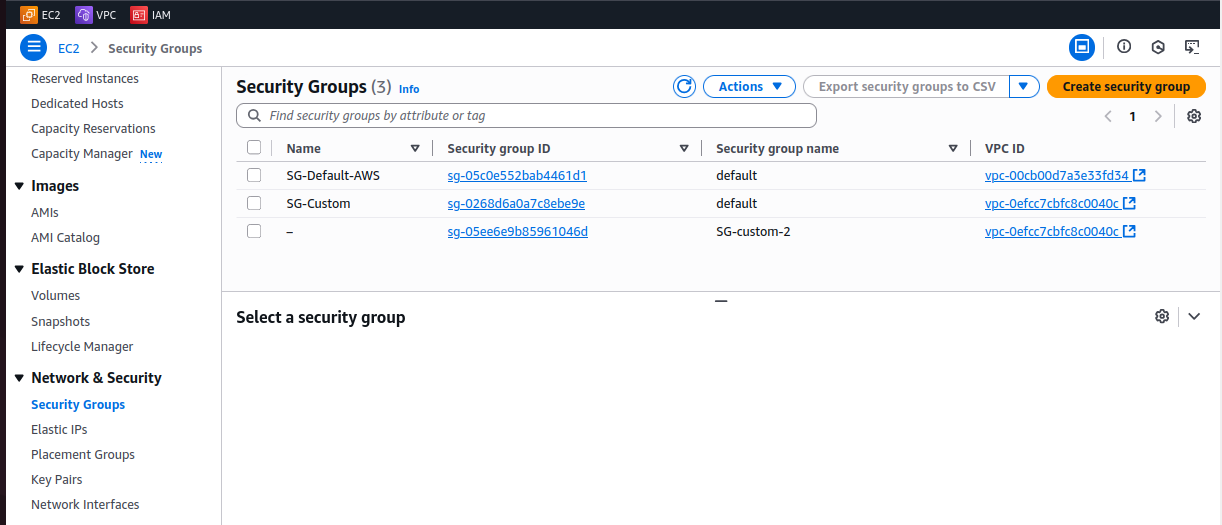 EC2 VPC IAM
EC2 > Security Groups
Reserved Instances
Dedicated Hosts
Capacity Reservations
Capacity Manager New
Images
AMIs
AMI Catalog
Elastic Block Store
Volumes
Snapshots
Lifecycle Manager
Network & Security
Security Groups
Elastic IPs
Placement Groups
Key Pairs
Network Interfaces
Security Groups (3) Info
Actions
Export security groups to CSV
Create security group
Find security groups by attribute or tag
1
Name Security group ID Security group name VPC ID
SG-Default-AWS sg-05c0e552bab4461d1 default vpc-00cb00d7a3e33fd34
SG-Custom sg-0268d6a0a7c8ebe9e default vpc-0efcc7cbfc8c0040c
– sg-05ee6e9b85961046d SG-custom-2 vpc-0efcc7cbfc8c0040c
Select a security group